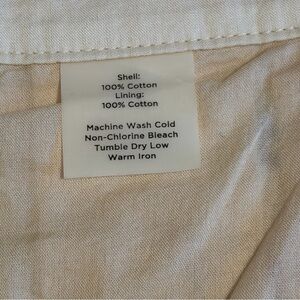 Shell:
100% Cotton
Lining:
100% Cotton
Machine Wash Cold
Non-Chlorine Bleach
Tumble Dry Low
Warm Iron